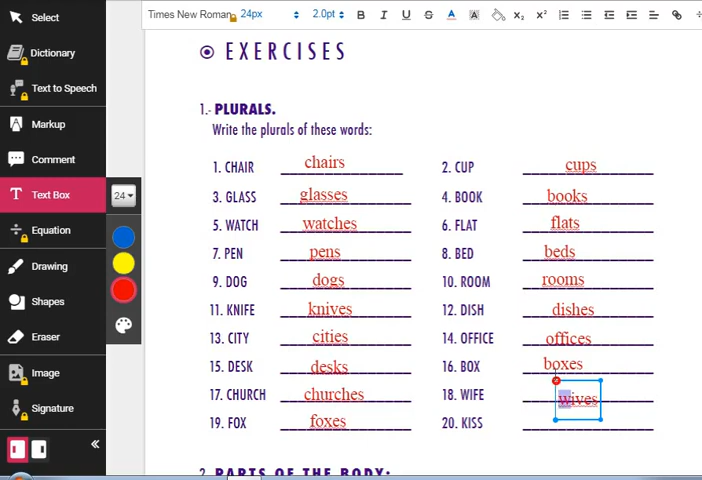 Select
Times New Roman 24px 2.0pt B I U S A A X₂ X²
Dictionary
Text to Speech
Markup
Comment
T Text Box
24
Equation
Drawing
Shapes
Eraser
Image
Signature
EXERCISES
1.- PLURALS.
Write the plurals of these words:
1. CHAIR chairs 2. CUP cups
3. GLASS glasses 4. BOOK books
5. WATCH watches 6. FLAT flats
7. PEN pens 8. BED beds
9. DOG dogs 10. ROOM rooms
11. KNIFE knives 12. DISH dishes
13. CITY cities 14. OFFICE offices
15. DESK desks 16. BOX boxes
17. CHURCH churches 18. WIFE wives
19. FOX foxes 20. KISS
2. PARTS OF THE BODY: